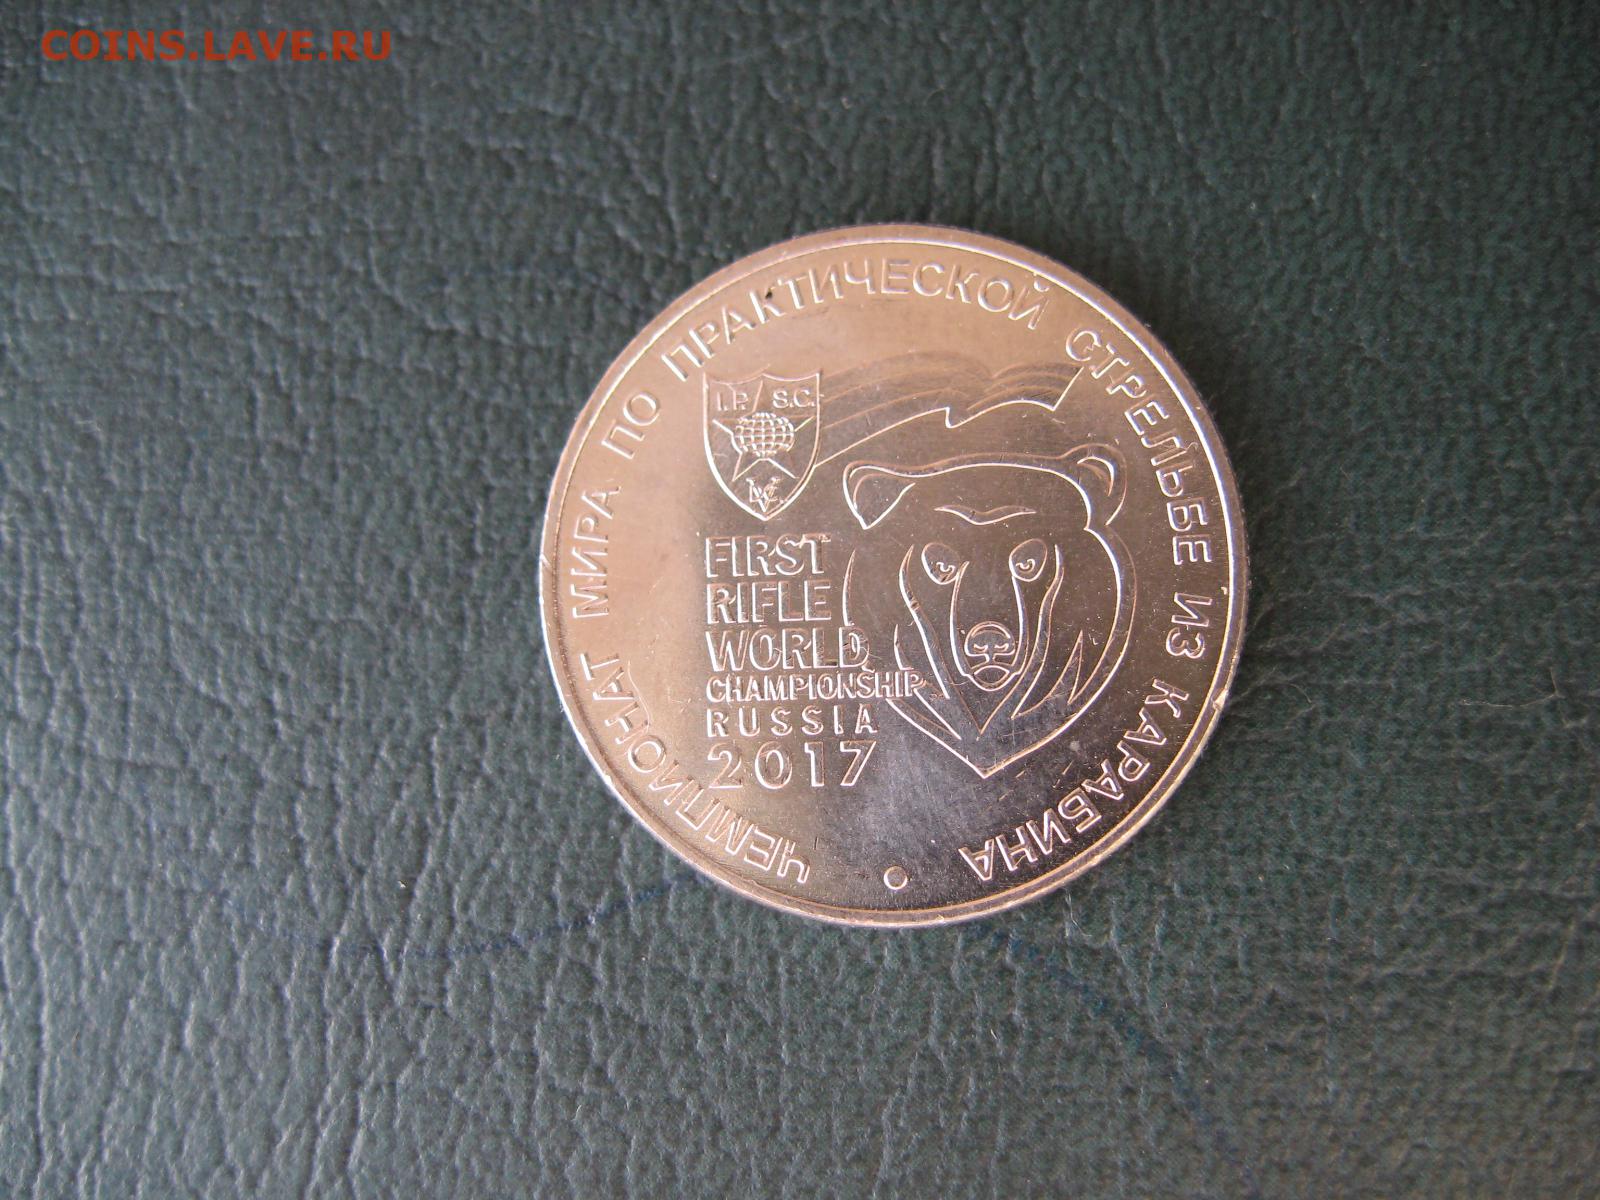 COINS.LAVE.RU
ЧЕМПИОНАТ МИРА ПО ПРАКТИЧЕСКОЙ СТРЕЛЬБЕ ИЗ КАРАБИНА
I.P.S.C.
DVC
FIRST
RIFLE
WORLD
CHAMPIONSHIP
RUSSIA
2017